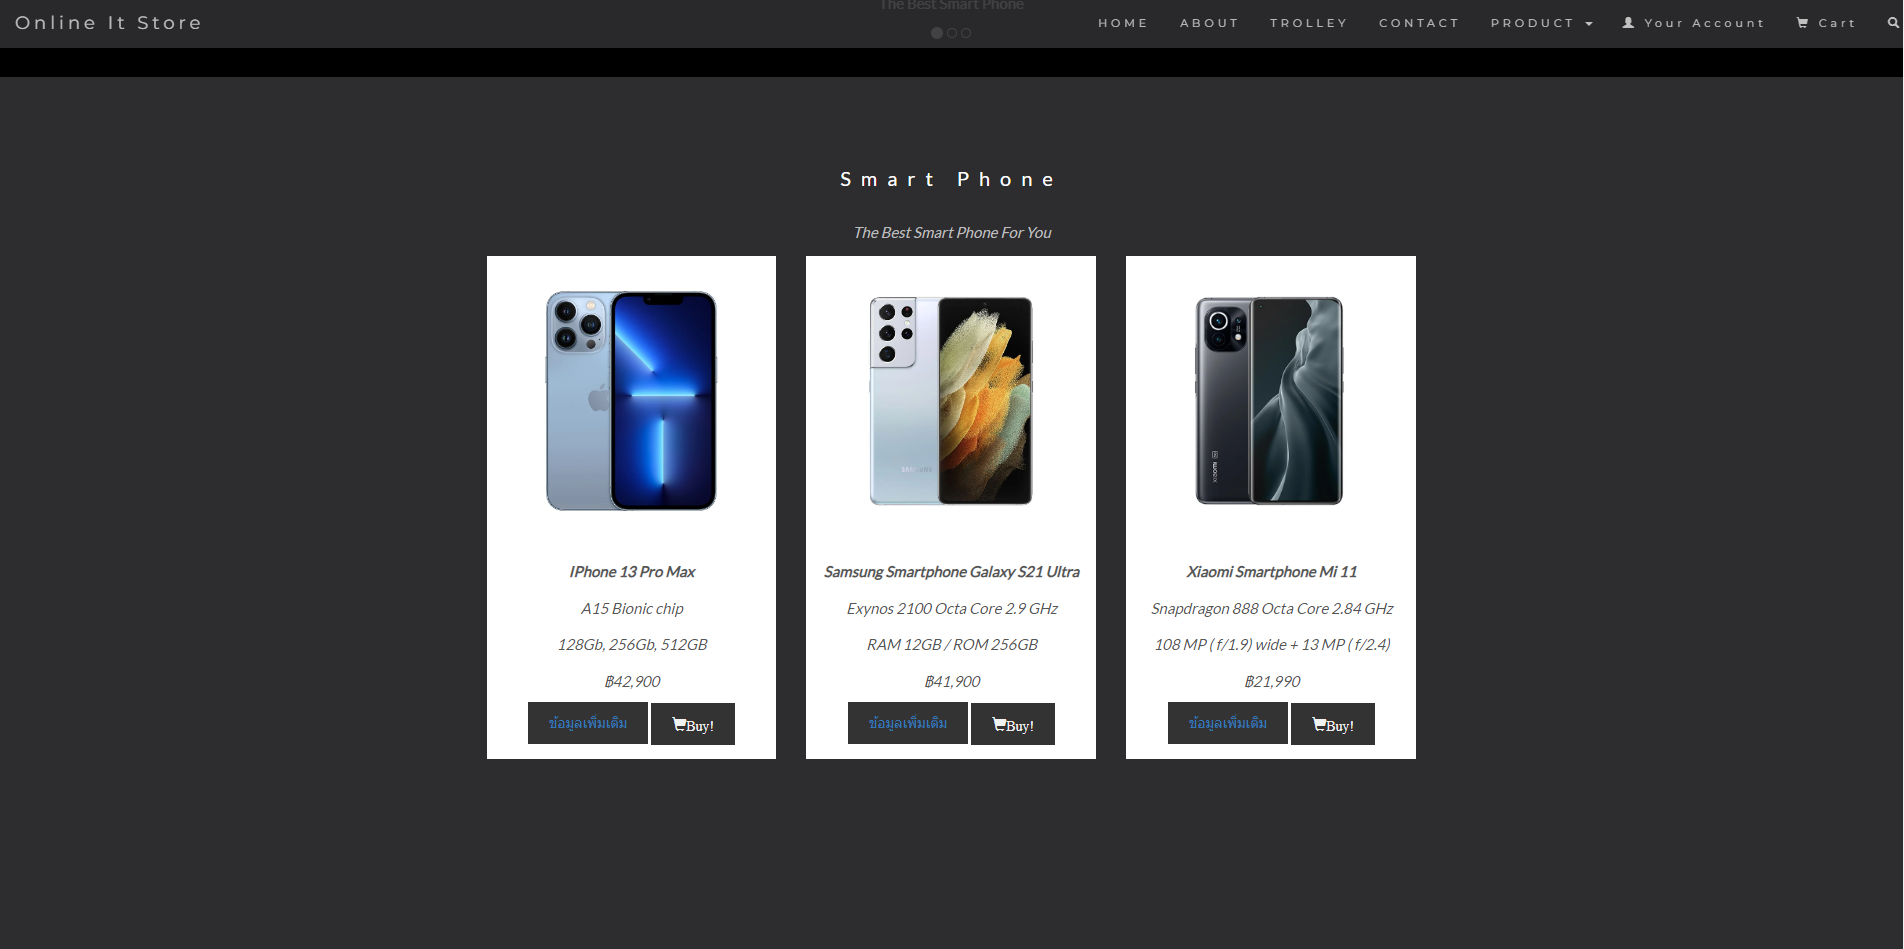 Online It Store
The Best Smart Phone
HOME ABOUT TROLLEY CONTACT PRODUCT Your Account Cart
Smart Phone
The Best Smart Phone For You
SAMSUNG
XIAOMI
IPhone 13 Pro Max
A15 Bionic chip
128Gb, 256Gb, 512GB
฿42,900
ข้อมูลเพิ่มเติม Buy!
Samsung Smartphone Galaxy S21 Ultra
Exynos 2100 Octa Core 2.9 GHz
RAM 12GB / ROM 256GB
฿41,900
ข้อมูลเพิ่มเติม Buy!
Xiaomi Smartphone Mi 11
Snapdragon 888 Octa Core 2.84 GHz
108 MP ( f/1.9) wide + 13 MP ( f/2.4)
฿21,990
ข้อมูลเพิ่มเติม Buy!